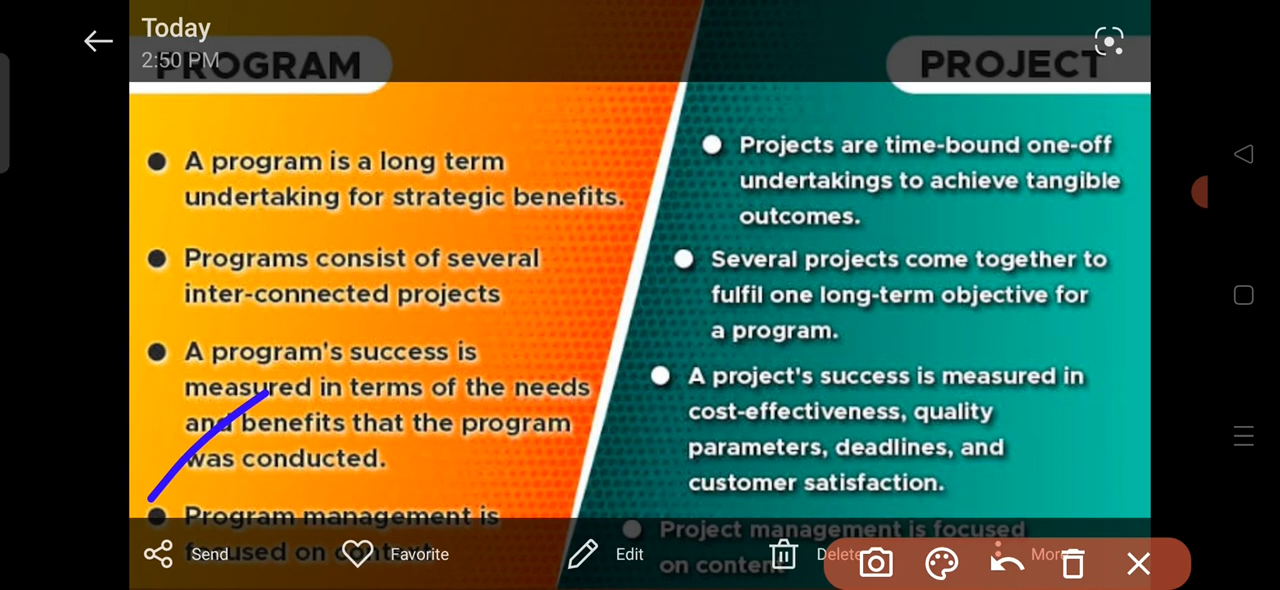 Today
2:50 PM
PROGRAM
A program is a long term
undertaking for strategic benefits.
Programs consist of several
inter-connected projects
A program's success is
measured in terms of the needs
and benefits that the program
was conducted.
Program management is
focused on context
PROJECT
Projects are time-bound one-off
undertakings to achieve tangible
outcomes.
Several projects come together to
fulfil one long-term objective for
a program.
A project's success is measured in
cost-effectiveness, quality
parameters, deadlines, and
customer satisfaction.
Project management is focused
on content
Send
Favorite
Edit
Delete